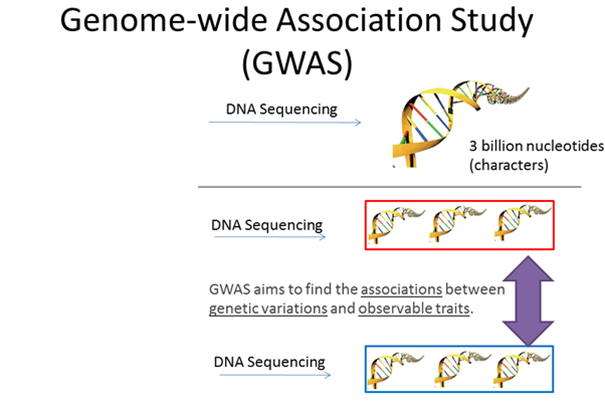 Genome-wide Association Study
(GWAS)
DNA Sequencing
3 billion nucleotides
(characters)
DNA Sequencing
GWAS aims to find the associations between
genetic variations and observable traits.
DNA Sequencing